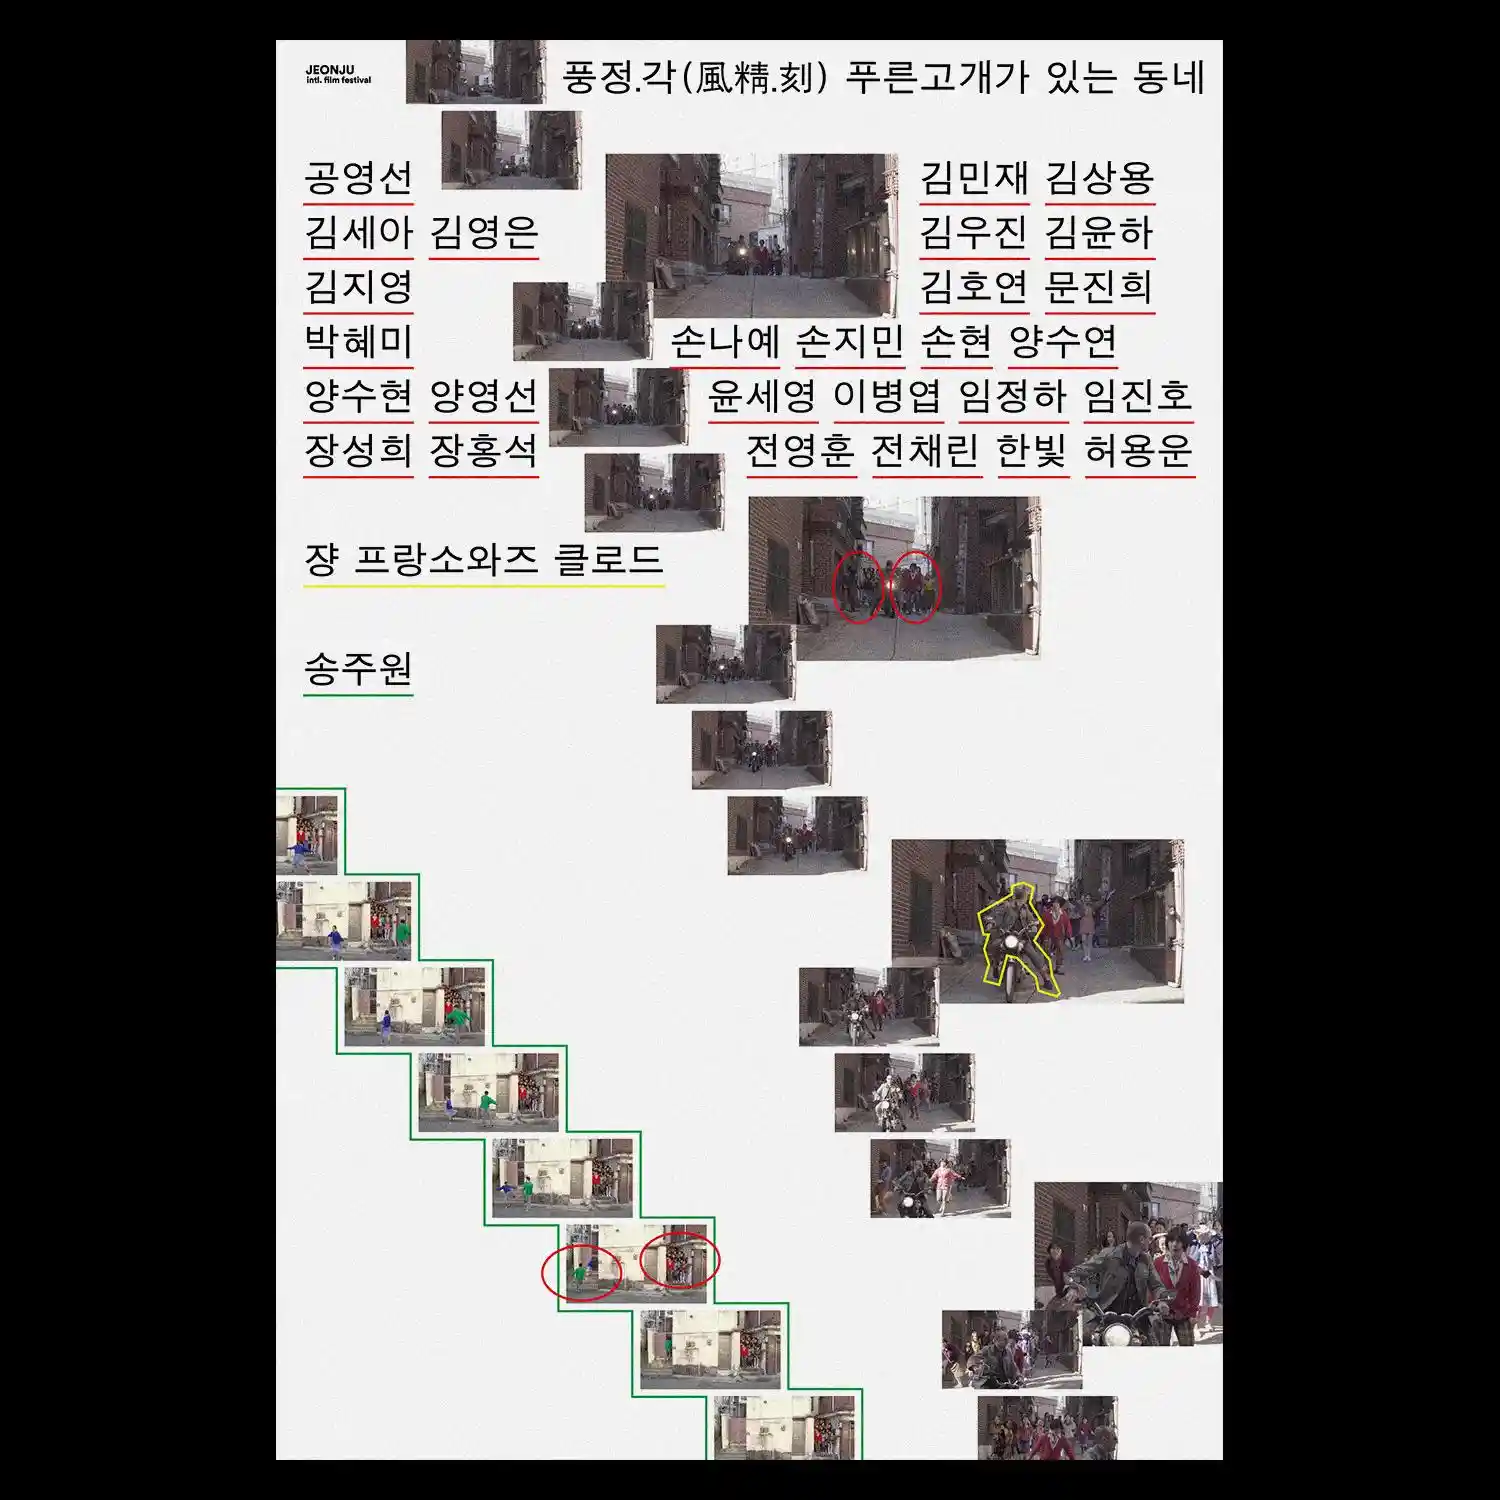 JEONJU
intl. film festival
풍정.각(風精.刻) 푸른고개가 있는 동네
공영선 김민재 김상용
김세아 김영은 김우진 김윤하
김지영 김호연 문진희
박혜미 손나예 손지민 손현 양수연
양수현 양영선 윤세영 이병엽 임정하 임진호
장성희 장홍석 전영훈 전채린 한빛 허용운
쟝 프랑소와즈 클로드
송주원